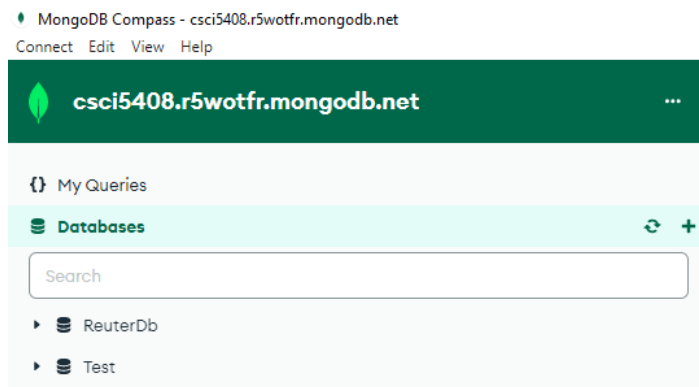 MongoDB Compass - csci5408.r5wotfr.mongodb.net
Connect Edit View Help
csci5408.r5wotfr.mongodb.net
{} My Queries
Databases
Search
ReuterDb
Test